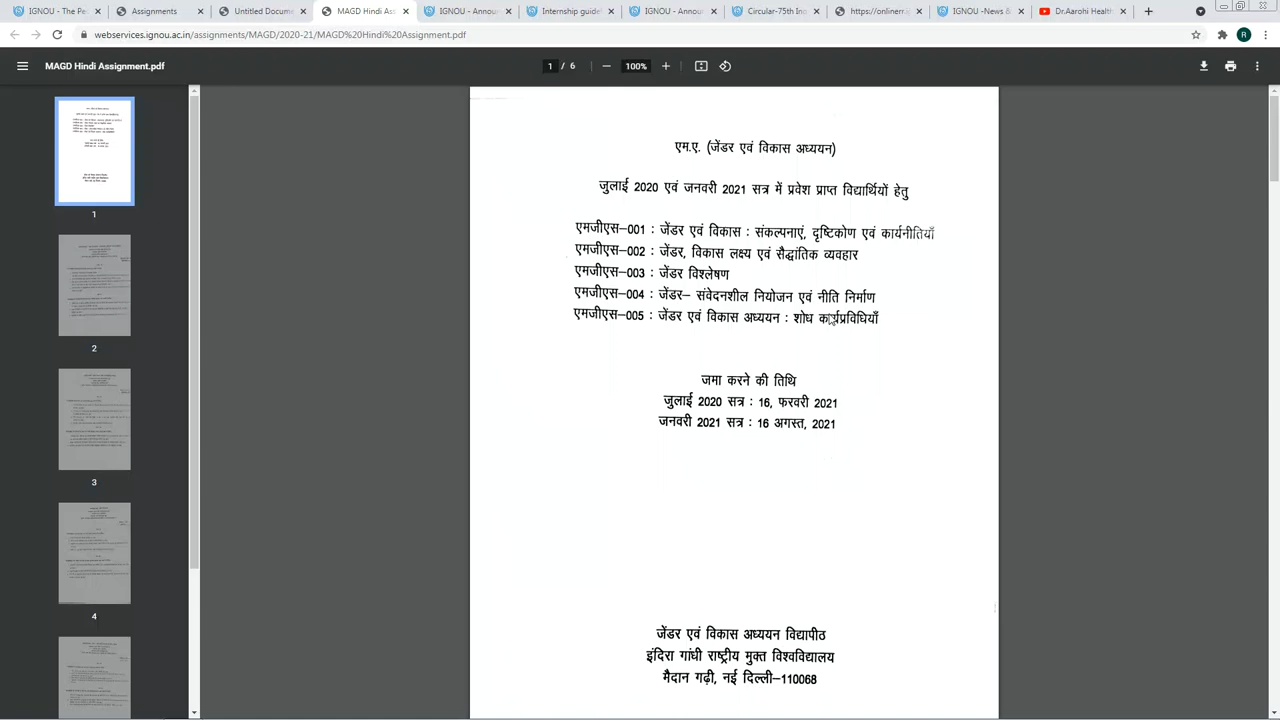 IGNOU - The Pe
Assignments
Untitled Docume
MAGD Hindi Ass
IGNOU - Annou
Internship guide
IGNOU - Annou
Circular-75th In
https://onlinerr.ig
IGNOU -News &
Dr.Aarohi Health
webservices.ignou.ac.in/assignments/MAGD/2020-21/MAGD%20Hindi%20Assignment.pdf
R
MAGD Hindi Assignment.pdf
1 / 6
100%
एम.ए. (जेंडर एवं विकास अध्ययन)
जुलाई 2020 एवं जनवरी 2021 सत्र में प्रवेश प्राप्त विद्यार्थियों हेतु
एमजीएस–001 : जेंडर एवं विकास : संकल्पनाएं, दृष्टिकोण एवं कार्यनीतियाँ
एमजीएस–002 : जेंडर, विकास लक्ष्य एवं सैद्धांतिक व्यवहार
एमजीएस–003 : जेंडर विश्लेषण
एमजीएस–004 : जेंडर– संवेदनशील नियोजन एवं नीति निर्माण
एमजीएस–005 : जेंडर एवं विकास अध्ययन : शोध कार्यप्रविधियाँ
जमा करने की तिथि
जुलाई 2020 सत्र : 16, फरवरी 2021
जनवरी 2021 सत्र : 16 अगस्त, 2021
जेंडर एवं विकास अध्ययन विद्यापीठ
इंदिरा गांधी राष्ट्रीय मुक्त विश्वविद्यालय
मैदान गढ़ी, नई दिल्ली–110068
1
2
3
4